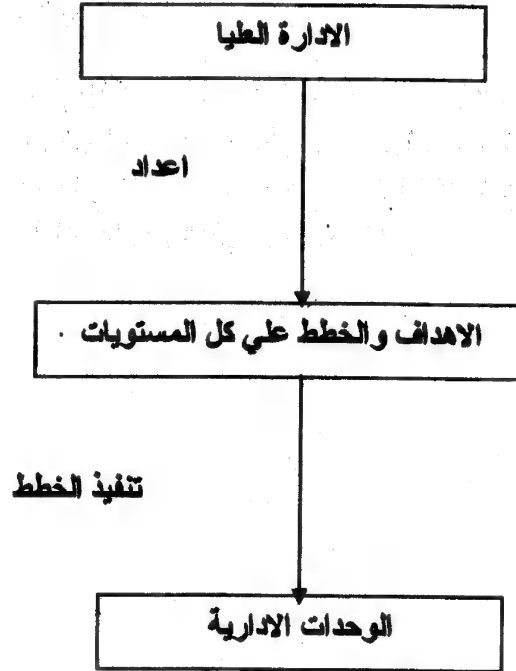 الادارة العليا
اعداد
الاهداف والخطط علي كل المستويات .
تنفيذ الخطط
الوحدات الادارية